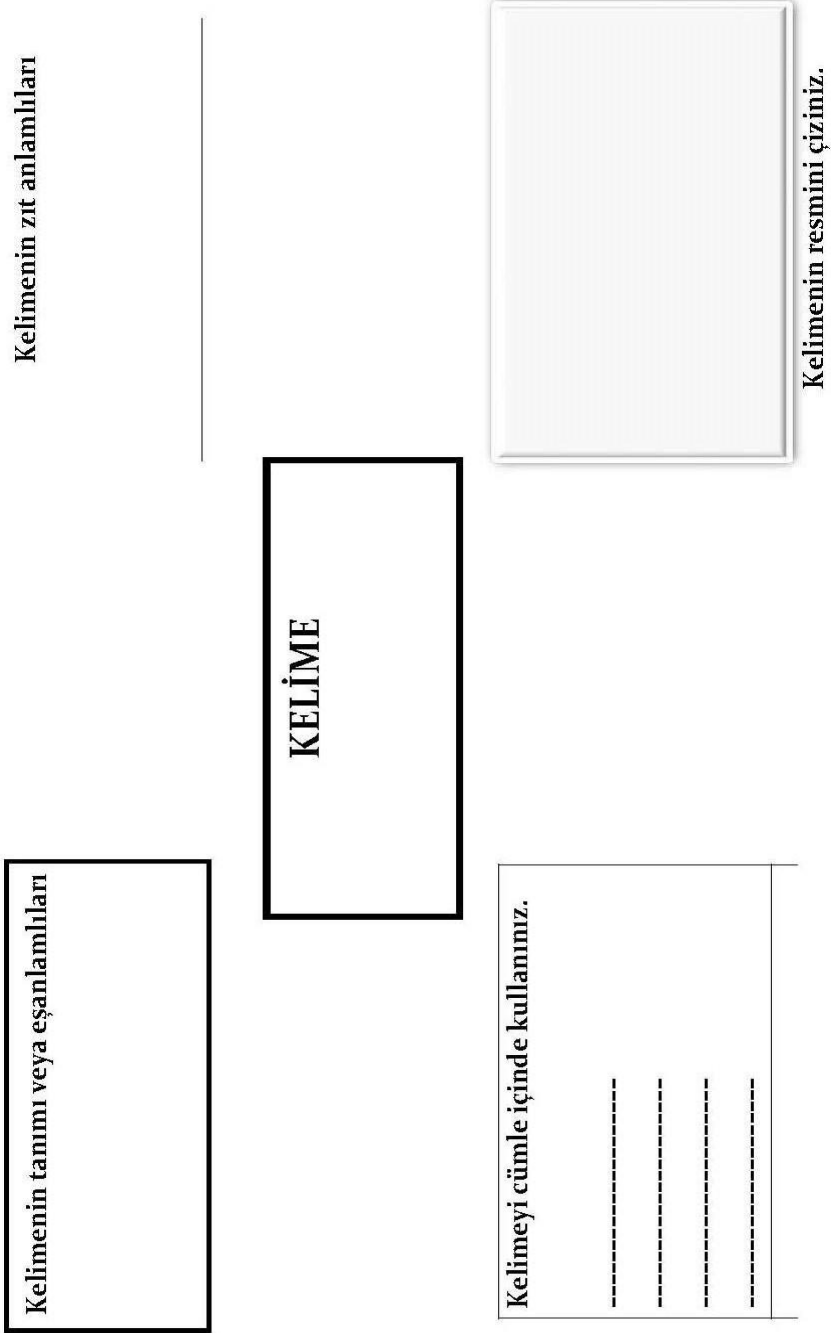 Kelimenin tanımı veya eşanlamlıları
Kelimenin zıt anlamlıları
KELİME
Kelimeyi cümle içinde kullanınız.
Kelimenin resmini çiziniz.